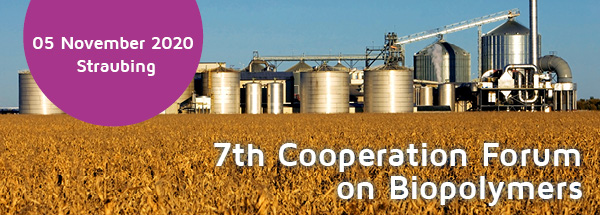 05 November 2020
Straubing
7th Cooperation Forum
on Biopolymers